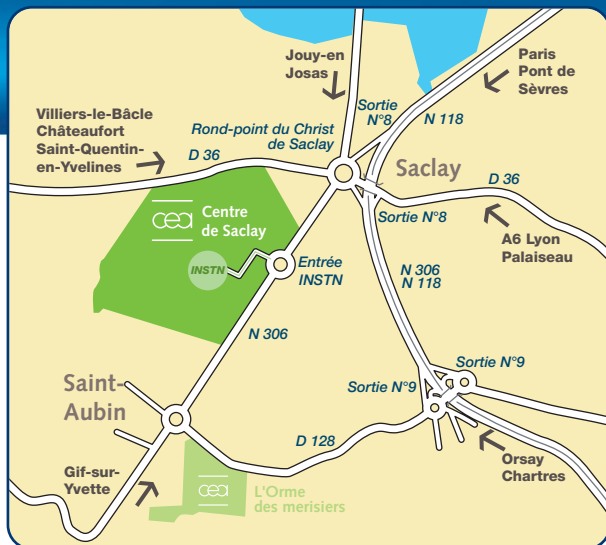 Jouy-en
Josas
Paris
Pont de
Sèvres
Sortie
N°8
N 118
Villiers-le-Bâcle
Châteaufort
Saint-Quentin-
en-Yvelines
Rond-point du Christ
de Saclay
D 36
Saclay
D 36
cea
Centre
de Saclay
Sortie N°8
A6 Lyon
Palaiseau
INSTN
Entrée
INSTN
N 306
N 118
N 306
Sortie N°9
Sortie N°9
Saint-
Aubin
D 128
Orsay
Chartres
Gif-sur-
Yvette
cea
L'Orme
des merisiers